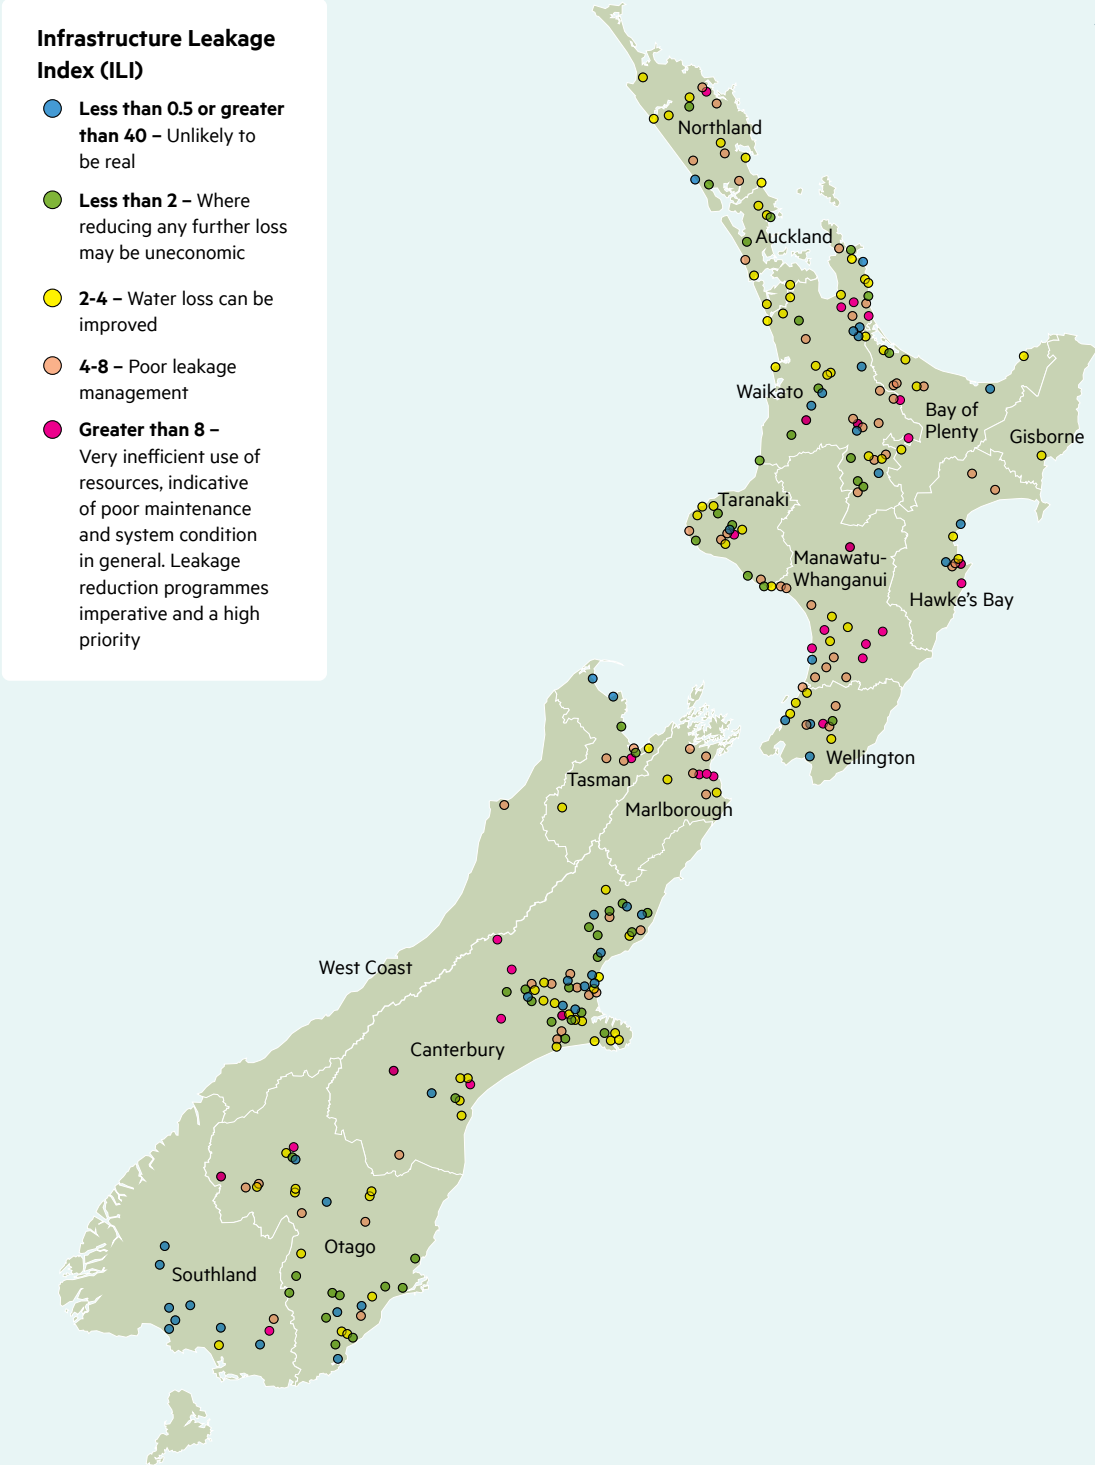 Infrastructure Leakage
Index (ILI)
Less than 0.5 or greater
than 40 – Unlikely to
be real
Less than 2 – Where
reducing any further loss
may be uneconomic
2-4 – Water loss can be
improved
4-8 – Poor leakage
management
Greater than 8 –
Very inefficient use of
resources, indicative
of poor maintenance
and system condition
in general. Leakage
reduction programmes
imperative and a high
priority
Northland
Auckland
Waikato
Bay of
Plenty
Gisborne
Taranaki
Manawatu-
Whanganui
Hawke's Bay
Wellington
Tasman
Marlborough
West Coast
Canterbury
Otago
Southland